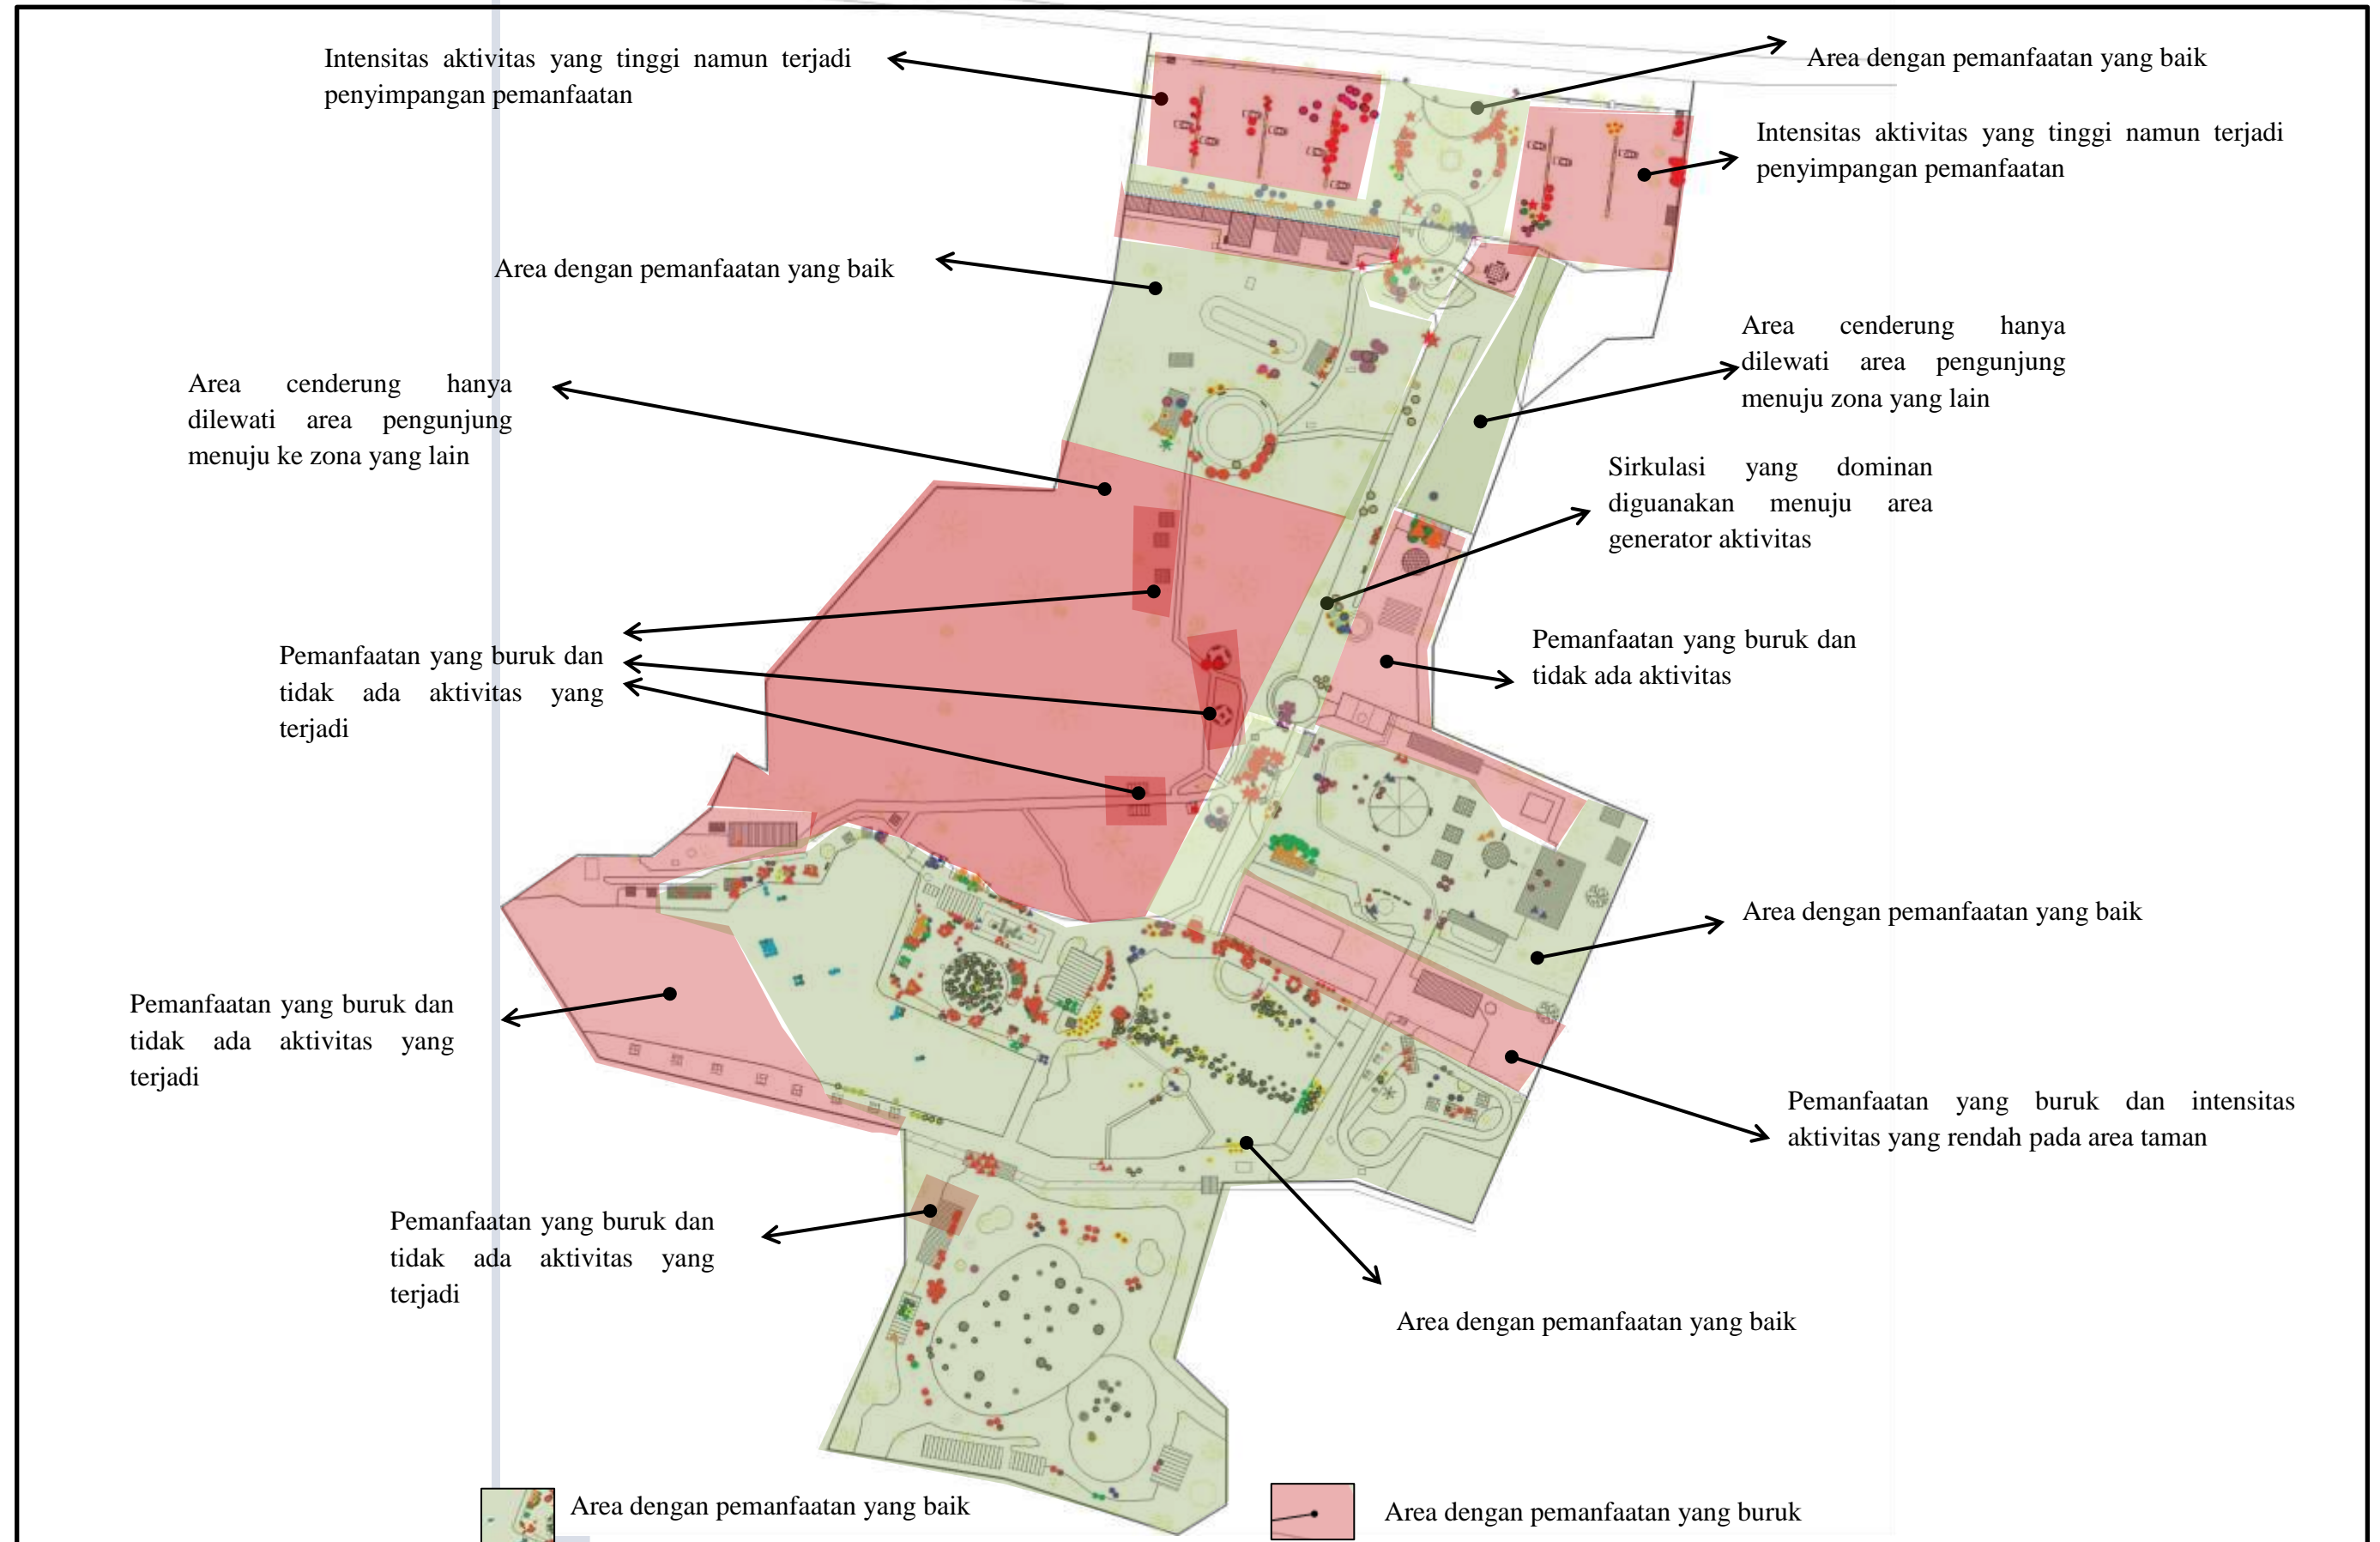 Intensitas aktivitas yang tinggi namun terjadi
penyimpangan pemanfaatan
Area dengan pemanfaatan yang baik
Intensitas aktivitas yang tinggi namun terjadi
penyimpangan pemanfaatan
Area dengan pemanfaatan yang baik
Area cenderung hanya
dilewati area pengunjung
menuju zona yang lain
Area cenderung hanya
dilewati area pengunjung
menuju ke zona yang lain
Sirkulasi yang dominan
diguanakan menuju area
generator aktivitas
Pemanfaatan yang buruk dan
tidak ada aktivitas yang
terjadi
Pemanfaatan yang buruk dan
tidak ada aktivitas
Area dengan pemanfaatan yang baik
Pemanfaatan yang buruk dan
tidak ada aktivitas yang
terjadi
Pemanfaatan yang buruk dan intensitas
aktivitas yang rendah pada area taman
Pemanfaatan yang buruk dan
tidak ada aktivitas yang
terjadi
Area dengan pemanfaatan yang baik
Area dengan pemanfaatan yang baik
Area dengan pemanfaatan yang buruk